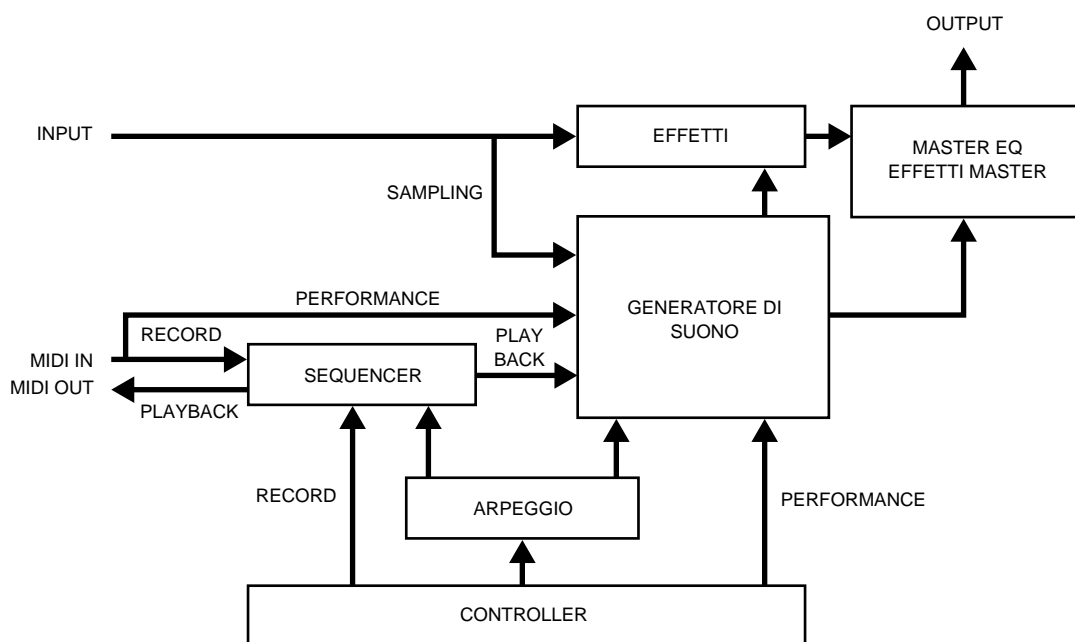 OUTPUT
INPUT
EFFETTI
MASTER EQ
EFFETTI MASTER
SAMPLING
PERFORMANCE
GENERATORE DI
SUONO
RECORD
PLAY
BACK
MIDI IN
MIDI OUT
SEQUENCER
PLAYBACK
RECORD
ARPEGGIO
PERFORMANCE
CONTROLLER